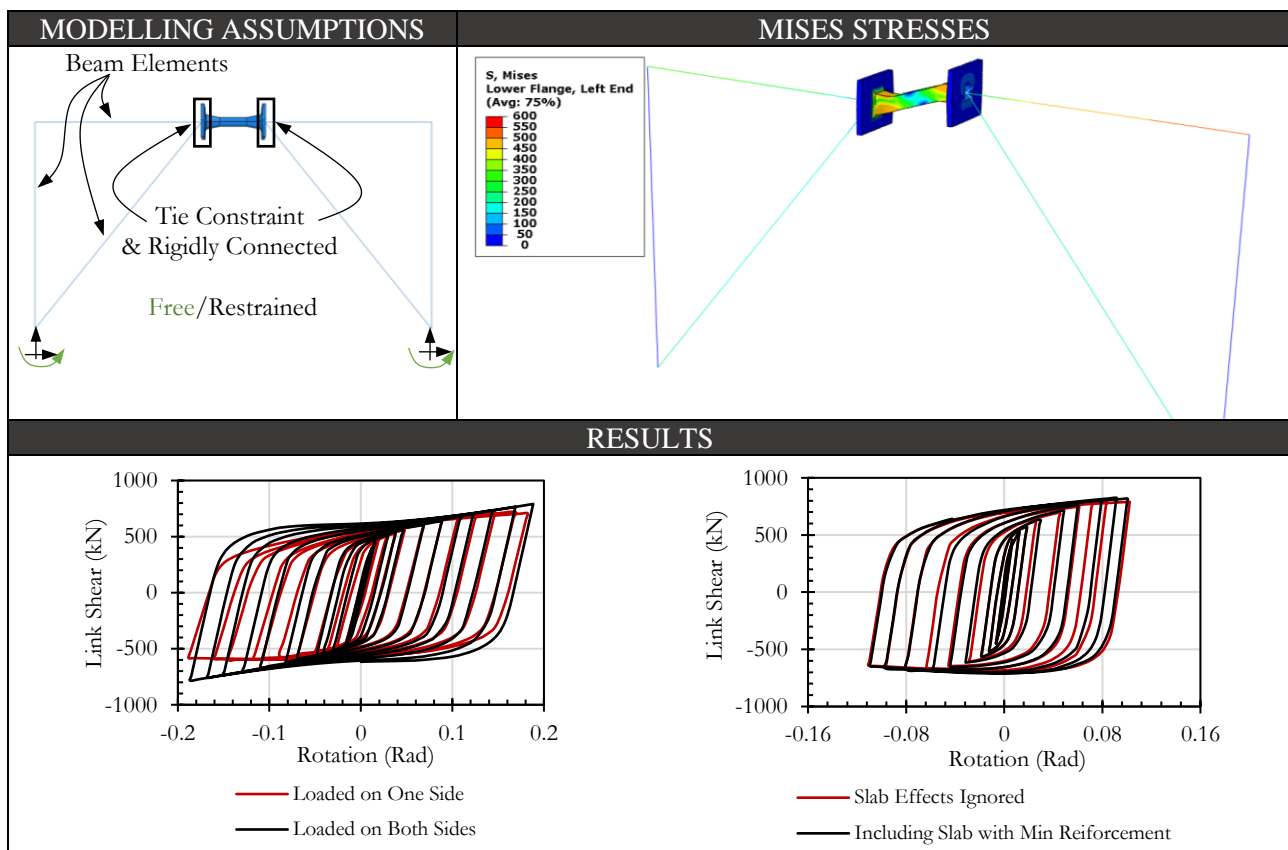 MODELLING ASSUMPTIONS
Beam Elements
Tie Constraint
& Rigidly Connected
Free/Restrained
MISES STRESSES
S, Mises
Lower Flange, Left End
(Avg: 75%)
600
550
500
450
400
350
300
250
200
150
100
50
0
RESULTS
Link Shear (kN)
1000
500
0
-500
-1000
-0.2
-0.1
0
0.1
0.2
Rotation (Rad)
Loaded on One Side
Loaded on Both Sides
Link Shear (kN)
1000
500
0
-500
-1000
-0.16
-0.08
0
0.08
0.16
Rotation (Rad)
Slab Effects Ignored
Including Slab with Min Reiforcement